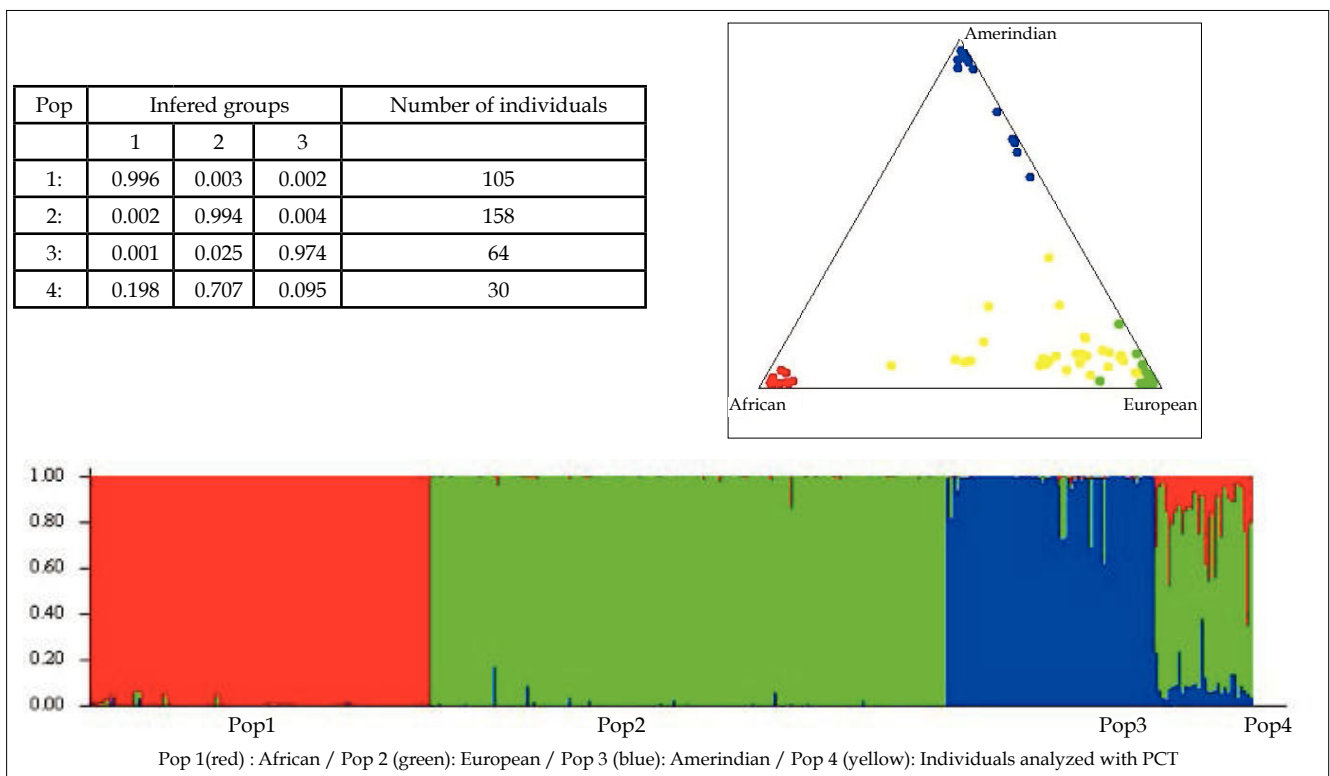 Pop Infered groups Number of individuals
1 2 3
1: 0.996 0.003 0.002 105
2: 0.002 0.994 0.004 158
3: 0.001 0.025 0.974 64
4: 0.198 0.707 0.095 30
Amerindian
African European
1.00
0.80
0.60
0.40
0.20
0.00
Pop1 Pop2 Pop3 Pop4
Pop 1(red) : African / Pop 2 (green): European / Pop 3 (blue): Amerindian / Pop 4 (yellow): Individuals analyzed with PCT